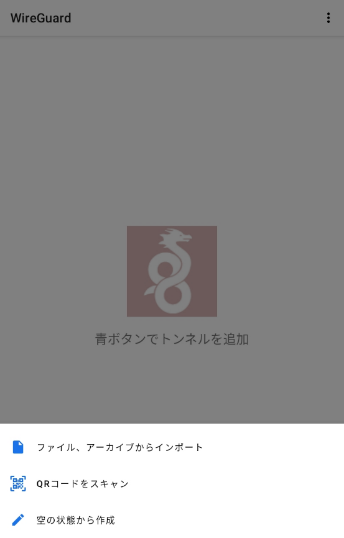 WireGuard
青ボタンでトンネルを追加
ファイル、アーカイブからインポート
QRコードをスキャン
空の状態から作成